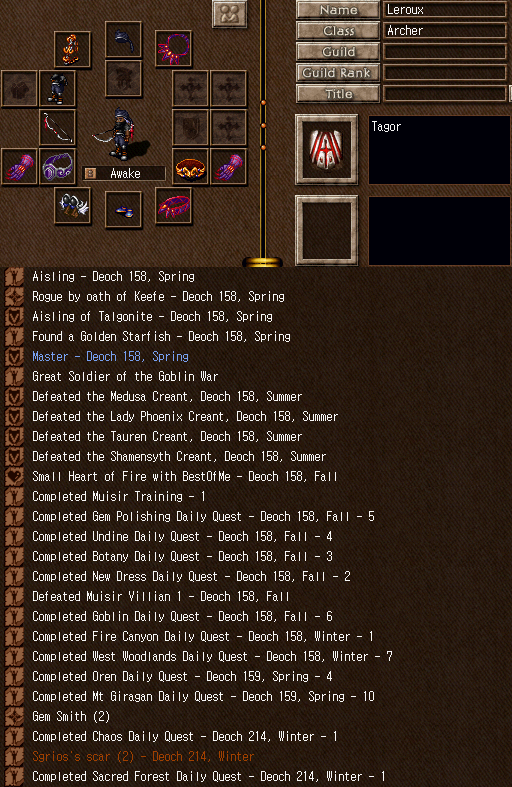 Name
Leroux
Class
Archer
Guild
Guild Rank
Title
Tagor
Awake
Aisling - Deoch 158, Spring
Rogue by oath of Keefe - Deoch 158, Spring
Aisling of Talgonite - Deoch 158, Spring
Found a Golden Starfish - Deoch 158, Spring
Master - Deoch 158, Spring
Great Soldier of the Goblin War
Defeated the Medusa Creant, Deoch 158, Summer
Defeated the Lady Phoenix Creant, Deoch 158, Summer
Defeated the Tauren Creant, Deoch 158, Summer
Defeated the Shamensyth Creant, Deoch 158, Summer
Small Heart of Fire with BestOfMe - Deoch 158, Fall
Completed Muisir Training - 1
Completed Gem Polishing Daily Quest - Deoch 158, Fall - 5
Completed Undine Daily Quest - Deoch 158, Fall - 4
Completed Botany Daily Quest - Deoch 158, Fall - 3
Completed New Dress Daily Quest - Deoch 158, Fall - 2
Defeated Muisir Villian 1 - Deoch 158, Fall
Completed Goblin Daily Quest - Deoch 158, Fall - 6
Completed Fire Canyon Daily Quest - Deoch 158, Winter - 1
Completed West Woodlands Daily Quest - Deoch 158, Winter - 7
Completed Oren Daily Quest - Deoch 159, Spring - 4
Completed Mt Giragan Daily Quest - Deoch 159, Spring - 10
Gem Smith (2)
Completed Chaos Daily Quest - Deoch 214, Winter - 1
Sgrios's scar (2) - Deoch 214, Winter
Completed Sacred Forest Daily Quest - Deoch 214, Winter - 1